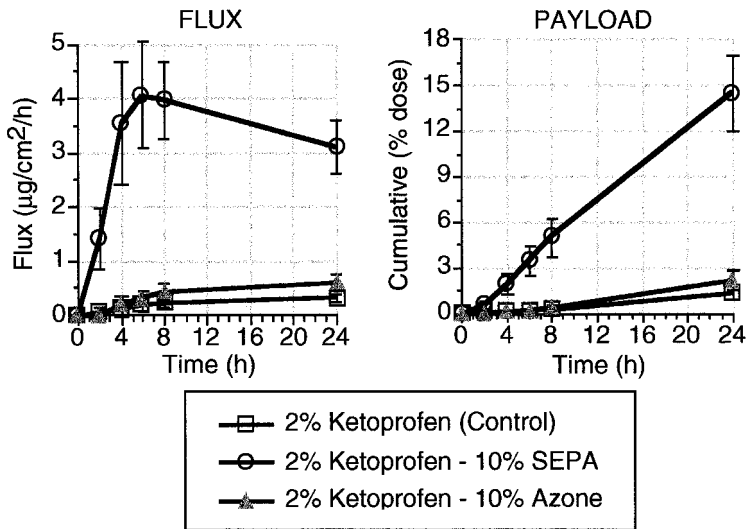 FLUX
PAYLOAD
5
4
3
2
1
0
Flux (μg/cm2/h)
0 4 8 12 16 20 24
Time (h)
18
15
12
9
6
3
0
Cumulative (% dose)
0 4 8 12 16 20 24
Time (h)
2% Ketoprofen (Control)
2% Ketoprofen - 10% SEPA
2% Ketoprofen - 10% Azone